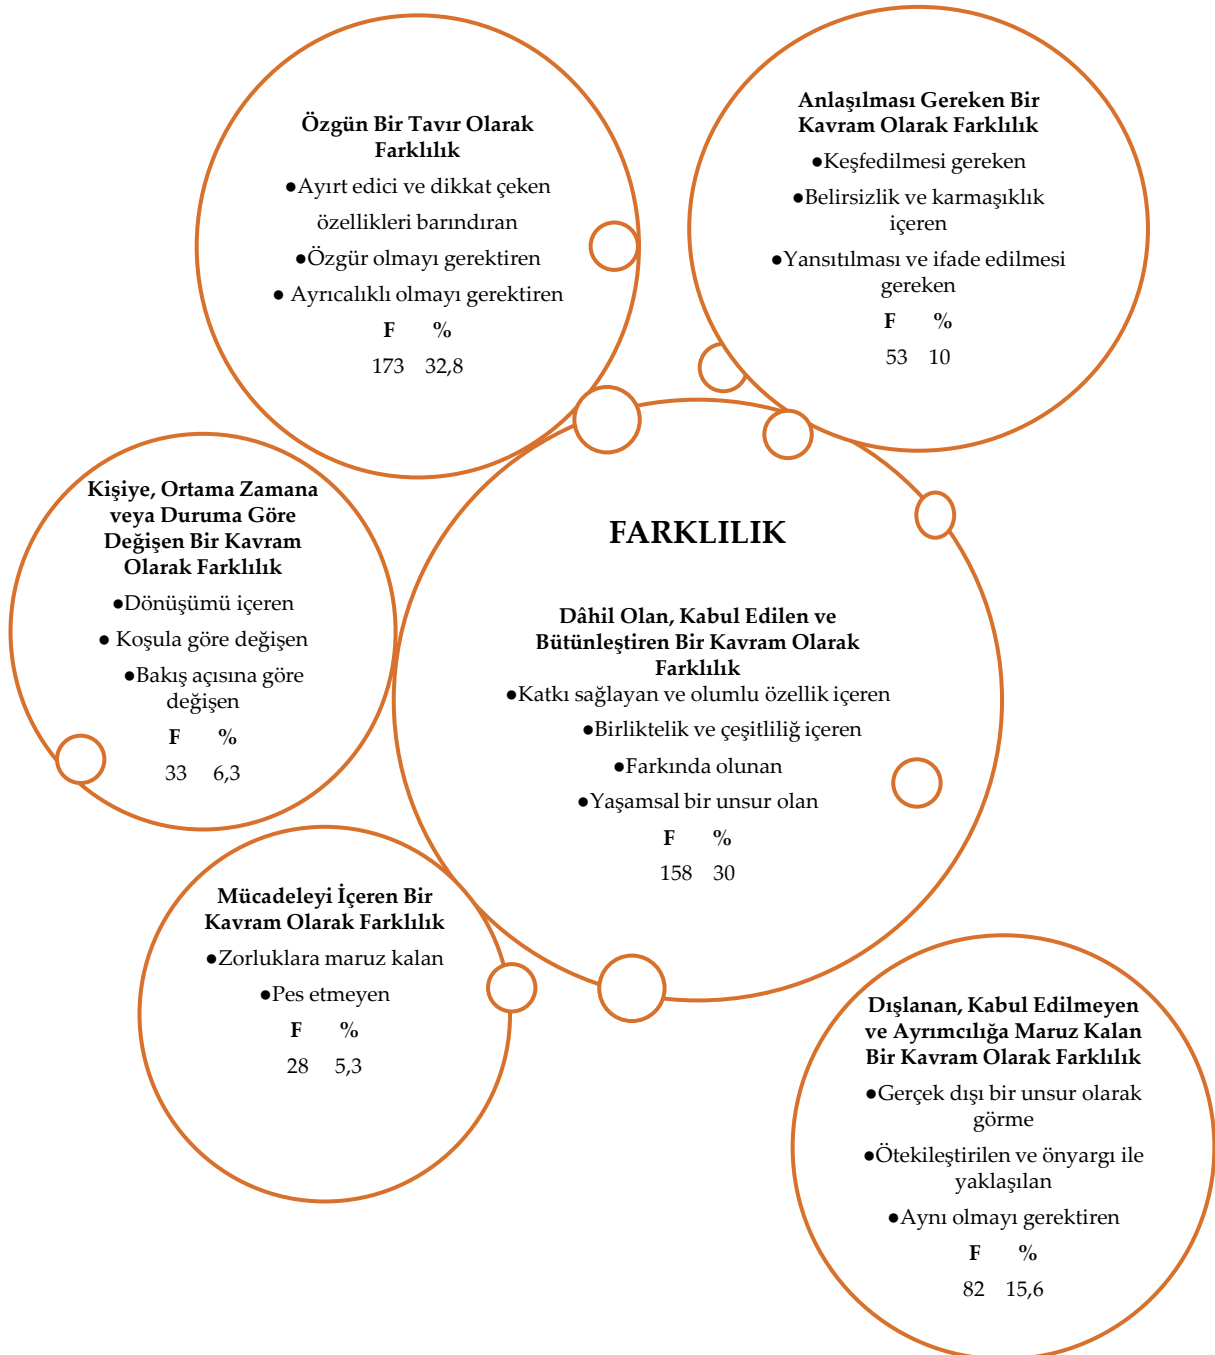 Özgün Bir Tavır Olarak
Farklılık
●Ayırt edici ve dikkat çeken
özellikleri barındıran
●Özgür olmayı gerektiren
● Ayrıcalıklı olmayı gerektiren
F %
173 32,8
Anlaşılması Gereken Bir
Kavram Olarak Farklılık
●Keşfedilmesi gereken
●Belirsizlik ve karmaşıklık
içeren
●Yansıtılması ve ifade edilmesi
gereken
F %
53 10
Kişiye, Ortama Zamana
veya Duruma Göre
Değişen Bir Kavram
Olarak Farklılık
●Dönüşümü içeren
● Koşula göre değişen
●Bakış açısına göre
değişen
F %
33 6,3
FARKLILIK
Dâhil Olan, Kabul Edilen ve
Bütünleştiren Bir Kavram Olarak
Farklılık
●Katkı sağlayan ve olumlu özellik içeren
●Birliktelik ve çeşitliliğ içeren
●Farkında olunan
●Yaşamsal bir unsur olan
F %
158 30
Mücadeleyi İçeren Bir
Kavram Olarak Farklılık
●Zorluklara maruz kalan
●Pes etmeyen
F %
28 5,3
Dışlanan, Kabul Edilmeyen
ve Ayrımcılığa Maruz Kalan
Bir Kavram Olarak Farklılık
●Gerçek dışı bir unsur olarak
görme
●Ötekileştirilen ve önyargı ile
yaklaşılan
●Aynı olmayı gerektiren
F %
82 15,6